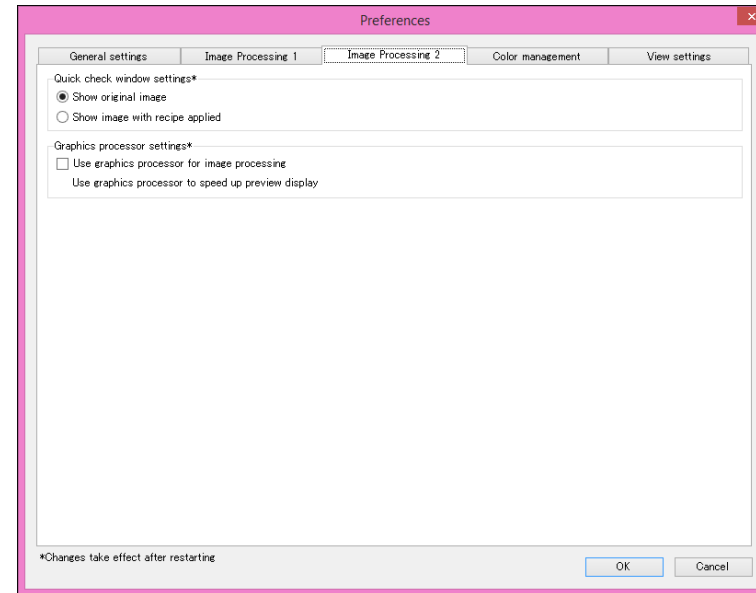 Preferences
General settings
Image Processing 1
Image Processing 2
Color management
View settings
Quick check window settings*
Show original image
Show image with recipe applied
Graphics processor settings*
Use graphics processor for image processing
Use graphics processor to speed up preview display
*Changes take effect after restarting
OK
Cancel